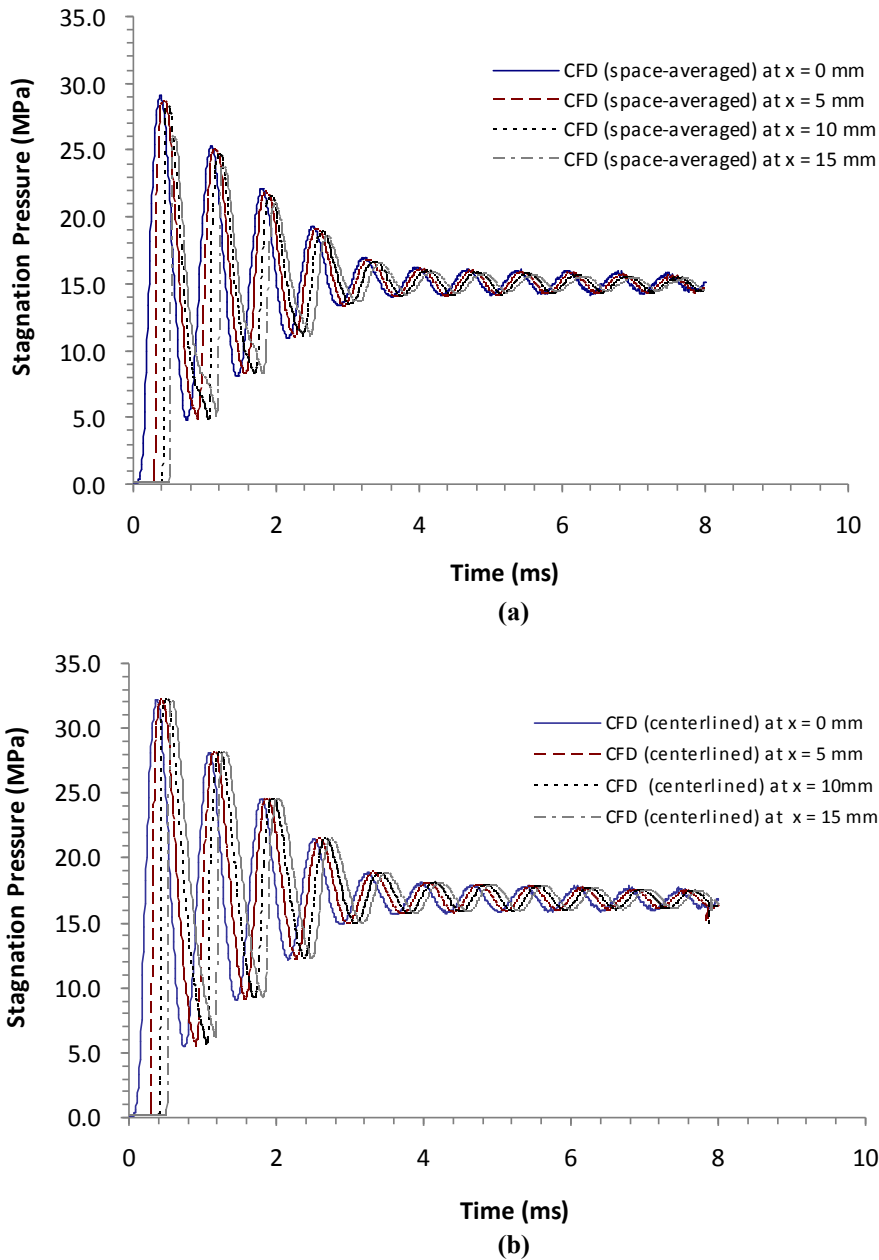 35.0
30.0
25.0
20.0
15.0
10.0
5.0
0.0
Stagnation Pressure (MPa)
CFD (space-averaged) at x = 0 mm
CFD (space-averaged) at x = 5 mm
CFD (space-averaged) at x = 10 mm
CFD (space-averaged) at x = 15 mm
0 2 4 6 8 10
Time (ms)
(a)
35.0
30.0
25.0
20.0
15.0
10.0
5.0
0.0
Stagnation Pressure (MPa)
CFD (centerlined) at x = 0 mm
CFD (centerlined) at x = 5 mm
CFD (centerlined) at x = 10mm
CFD (centerlined) at x = 15 mm
0 2 4 6 8 10
Time (ms)
(b)